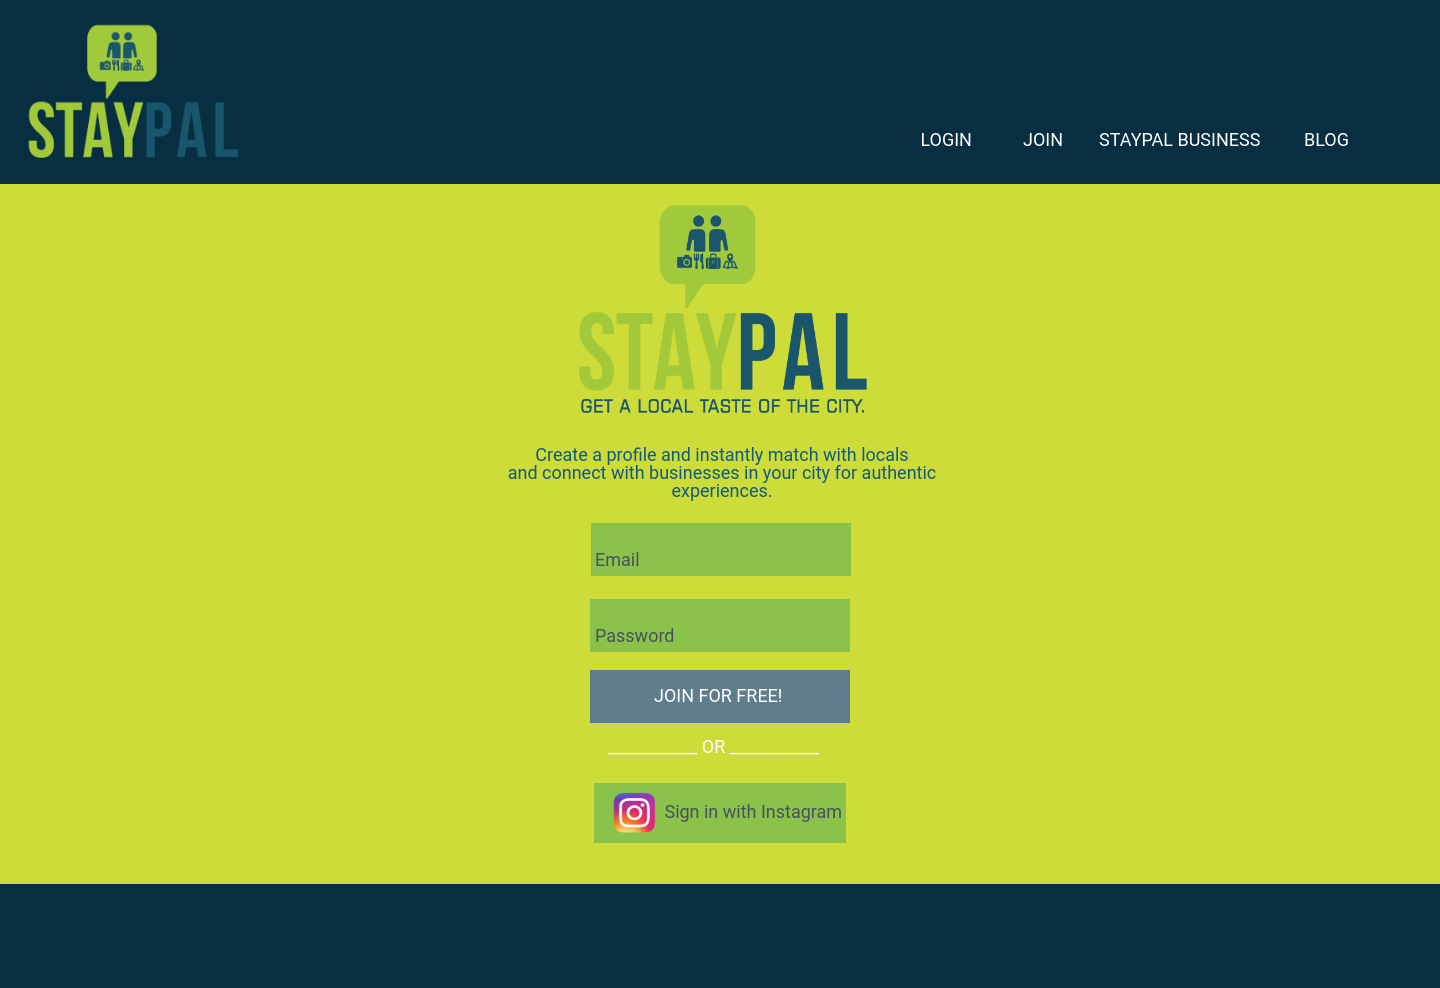 STAYPAL
LOGIN JOIN STAYPAL BUSINESS BLOG
STAYPAL
GET A LOCAL TASTE OF THE CITY.
Create a profile and instantly match with locals
and connect with businesses in your city for authentic
experiences.
Email
Password
JOIN FOR FREE!
__________ OR __________
Sign in with Instagram